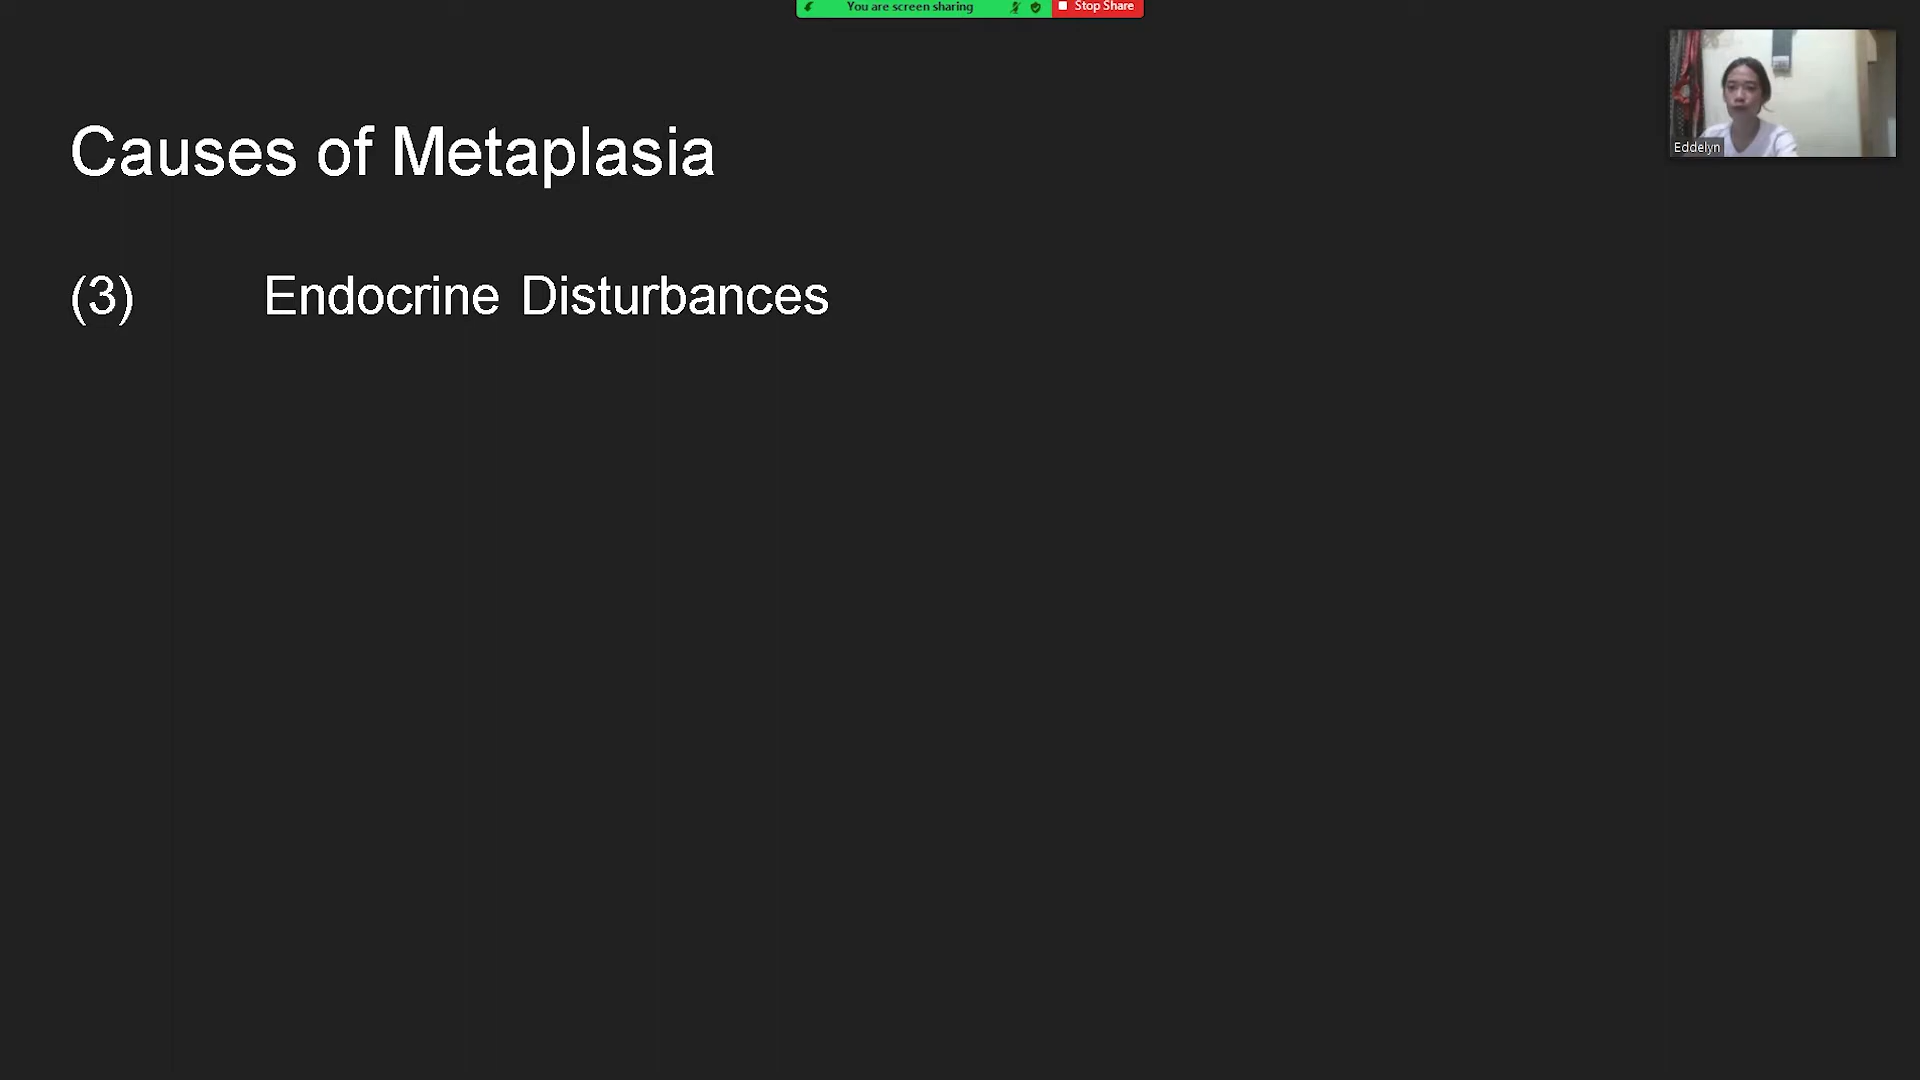 You are screen sharing
Stop Share
Causes of Metaplasia
Eddelyn
(3) Endocrine Disturbances